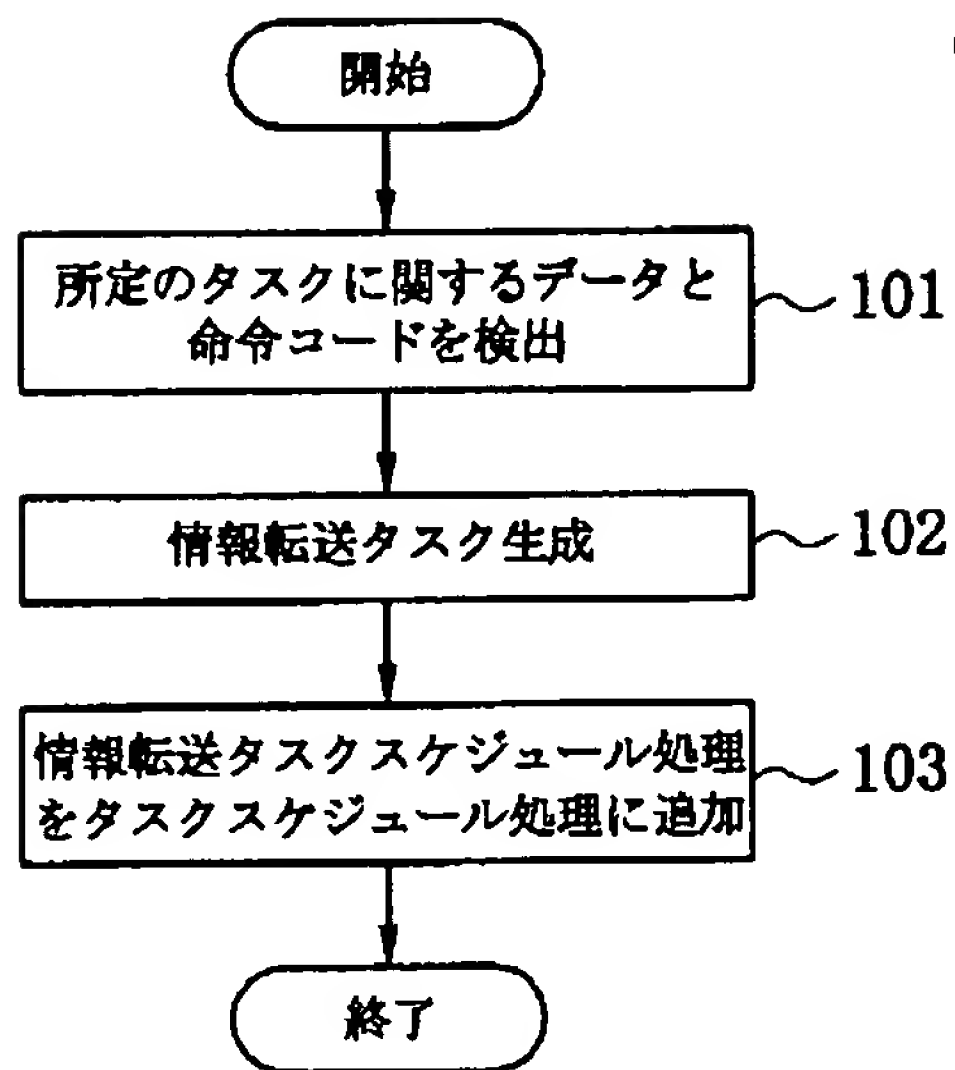 開始
所定のタスクに関するデータと
命令コードを検出
101
情報転送タスク生成
102
情報転送タスクスケジュール処理
をタスクスケジュール処理に追加
103
終了